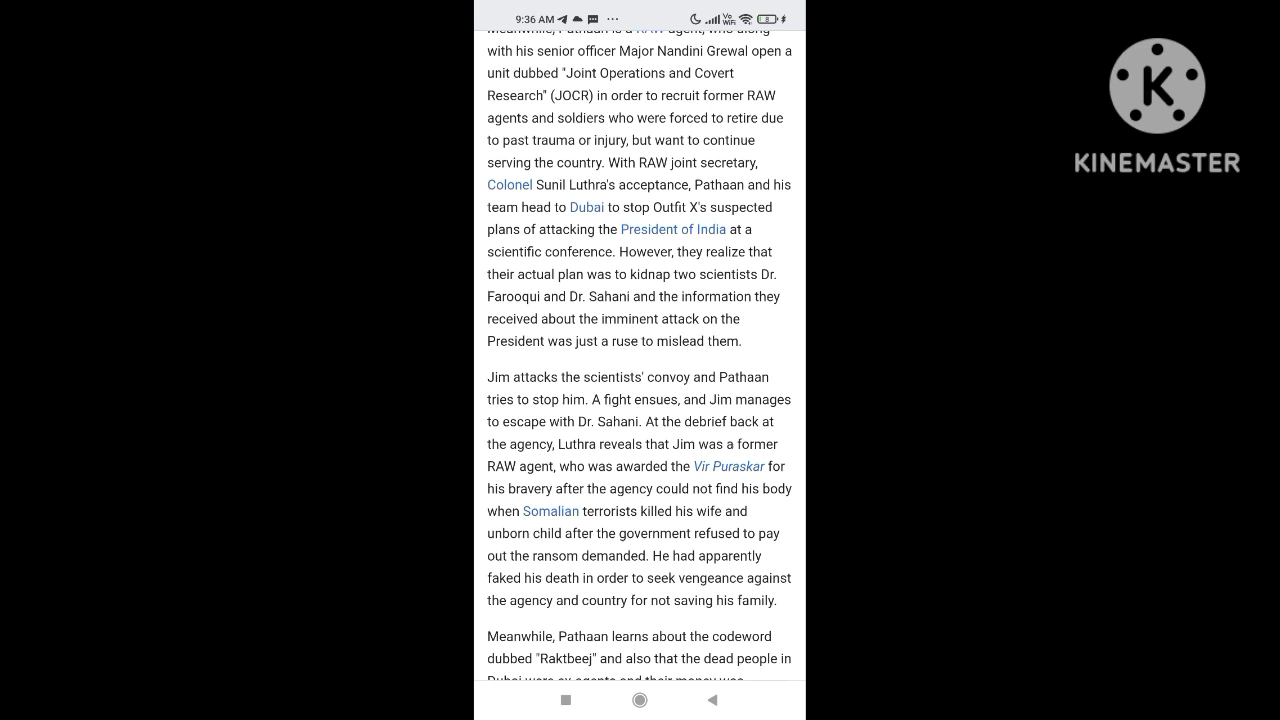 9:36 AM
Vo
WiFi
8
Meanwhile, Pathaan is a RAW agent, who along
with his senior officer Major Nandini Grewal open a
unit dubbed "Joint Operations and Covert
Research" (JOCR) in order to recruit former RAW
agents and soldiers who were forced to retire due
to past trauma or injury, but want to continue
serving the country. With RAW joint secretary,
Colonel Sunil Luthra's acceptance, Pathaan and his
team head to Dubai to stop Outfit X's suspected
plans of attacking the President of India at a
scientific conference. However, they realize that
their actual plan was to kidnap two scientists Dr.
Farooqui and Dr. Sahani and the information they
received about the imminent attack on the
President was just a ruse to mislead them.
Jim attacks the scientists' convoy and Pathaan
tries to stop him. A fight ensues, and Jim manages
to escape with Dr. Sahani. At the debrief back at
the agency, Luthra reveals that Jim was a former
RAW agent, who was awarded the Vir Puraskar for
his bravery after the agency could not find his body
when Somalian terrorists killed his wife and
unborn child after the government refused to pay
out the ransom demanded. He had apparently
faked his death in order to seek vengeance against
the agency and country for not saving his family.
Meanwhile, Pathaan learns about the codeword
dubbed "Raktbeej" and also that the dead people in
Dubai were ex-agents and their money was
K
KINEMASTER